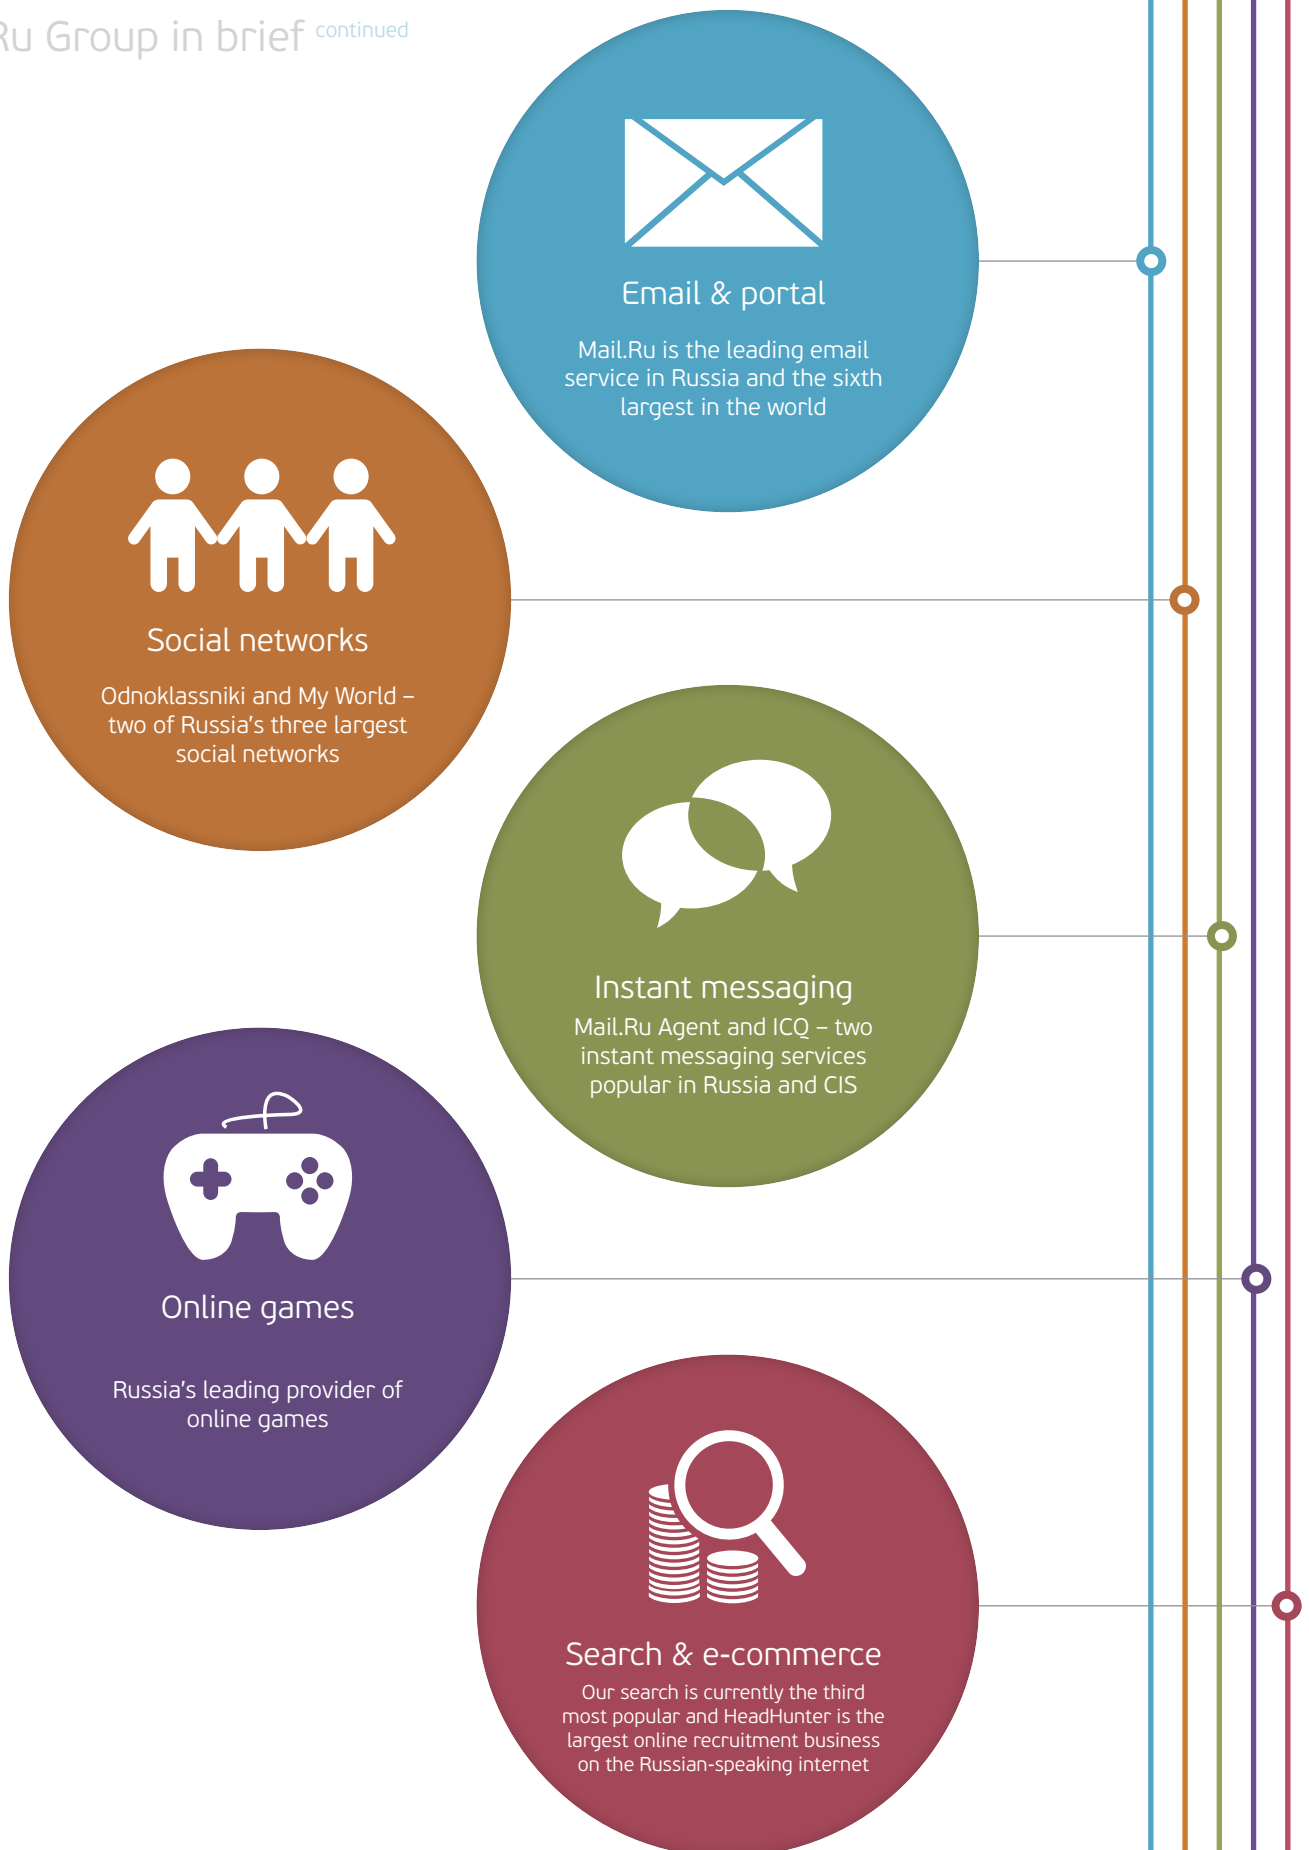 Ru Group in brief continued
Email & portal
Mail.Ru is the leading email
service in Russia and the sixth
largest in the world
Social networks
Odnoklassniki and My World –
two of Russia's three largest
social networks
Instant messaging
Mail.Ru Agent and ICQ – two
instant messaging services
popular in Russia and CIS
Online games
Russia's leading provider of
online games
Search & e-commerce
Our search is currently the third
most popular and HeadHunter is the
largest online recruitment business
on the Russian-speaking internet